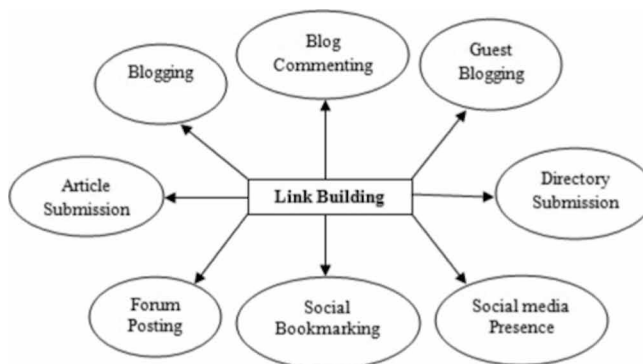 Blog
Commenting
Guest
Blogging
Blogging
Article
Submission
Link Building
Directory
Submission
Forum
Posting
Social
Bookmarking
Social media
Presence